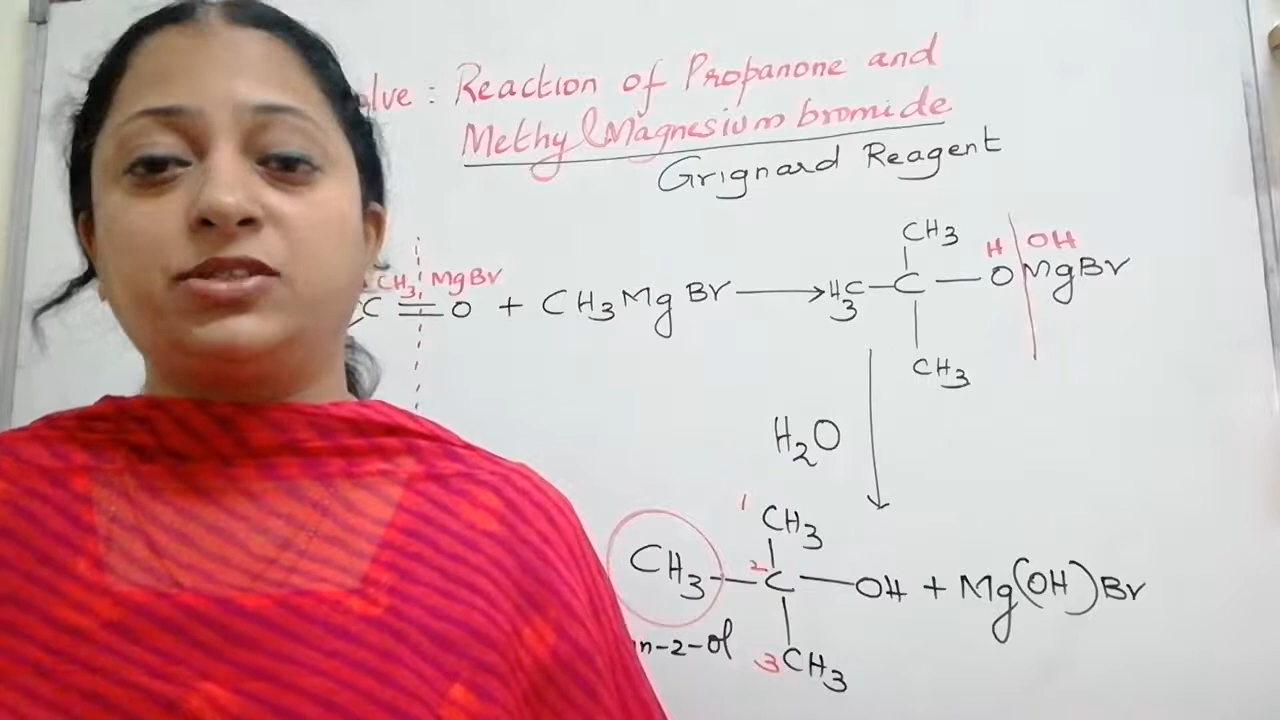 : Reaction of Propanone and
Methyl Magnesium bromide
Grignard Reagent
CH3 MgBr
C = O + CH3MgBr → H3C-C-OMgBr
CH3
H OH
CH3
H2O
1 CH3
CH3-C-OH + Mg(OH)Br
2
n-2-ol
3 CH3